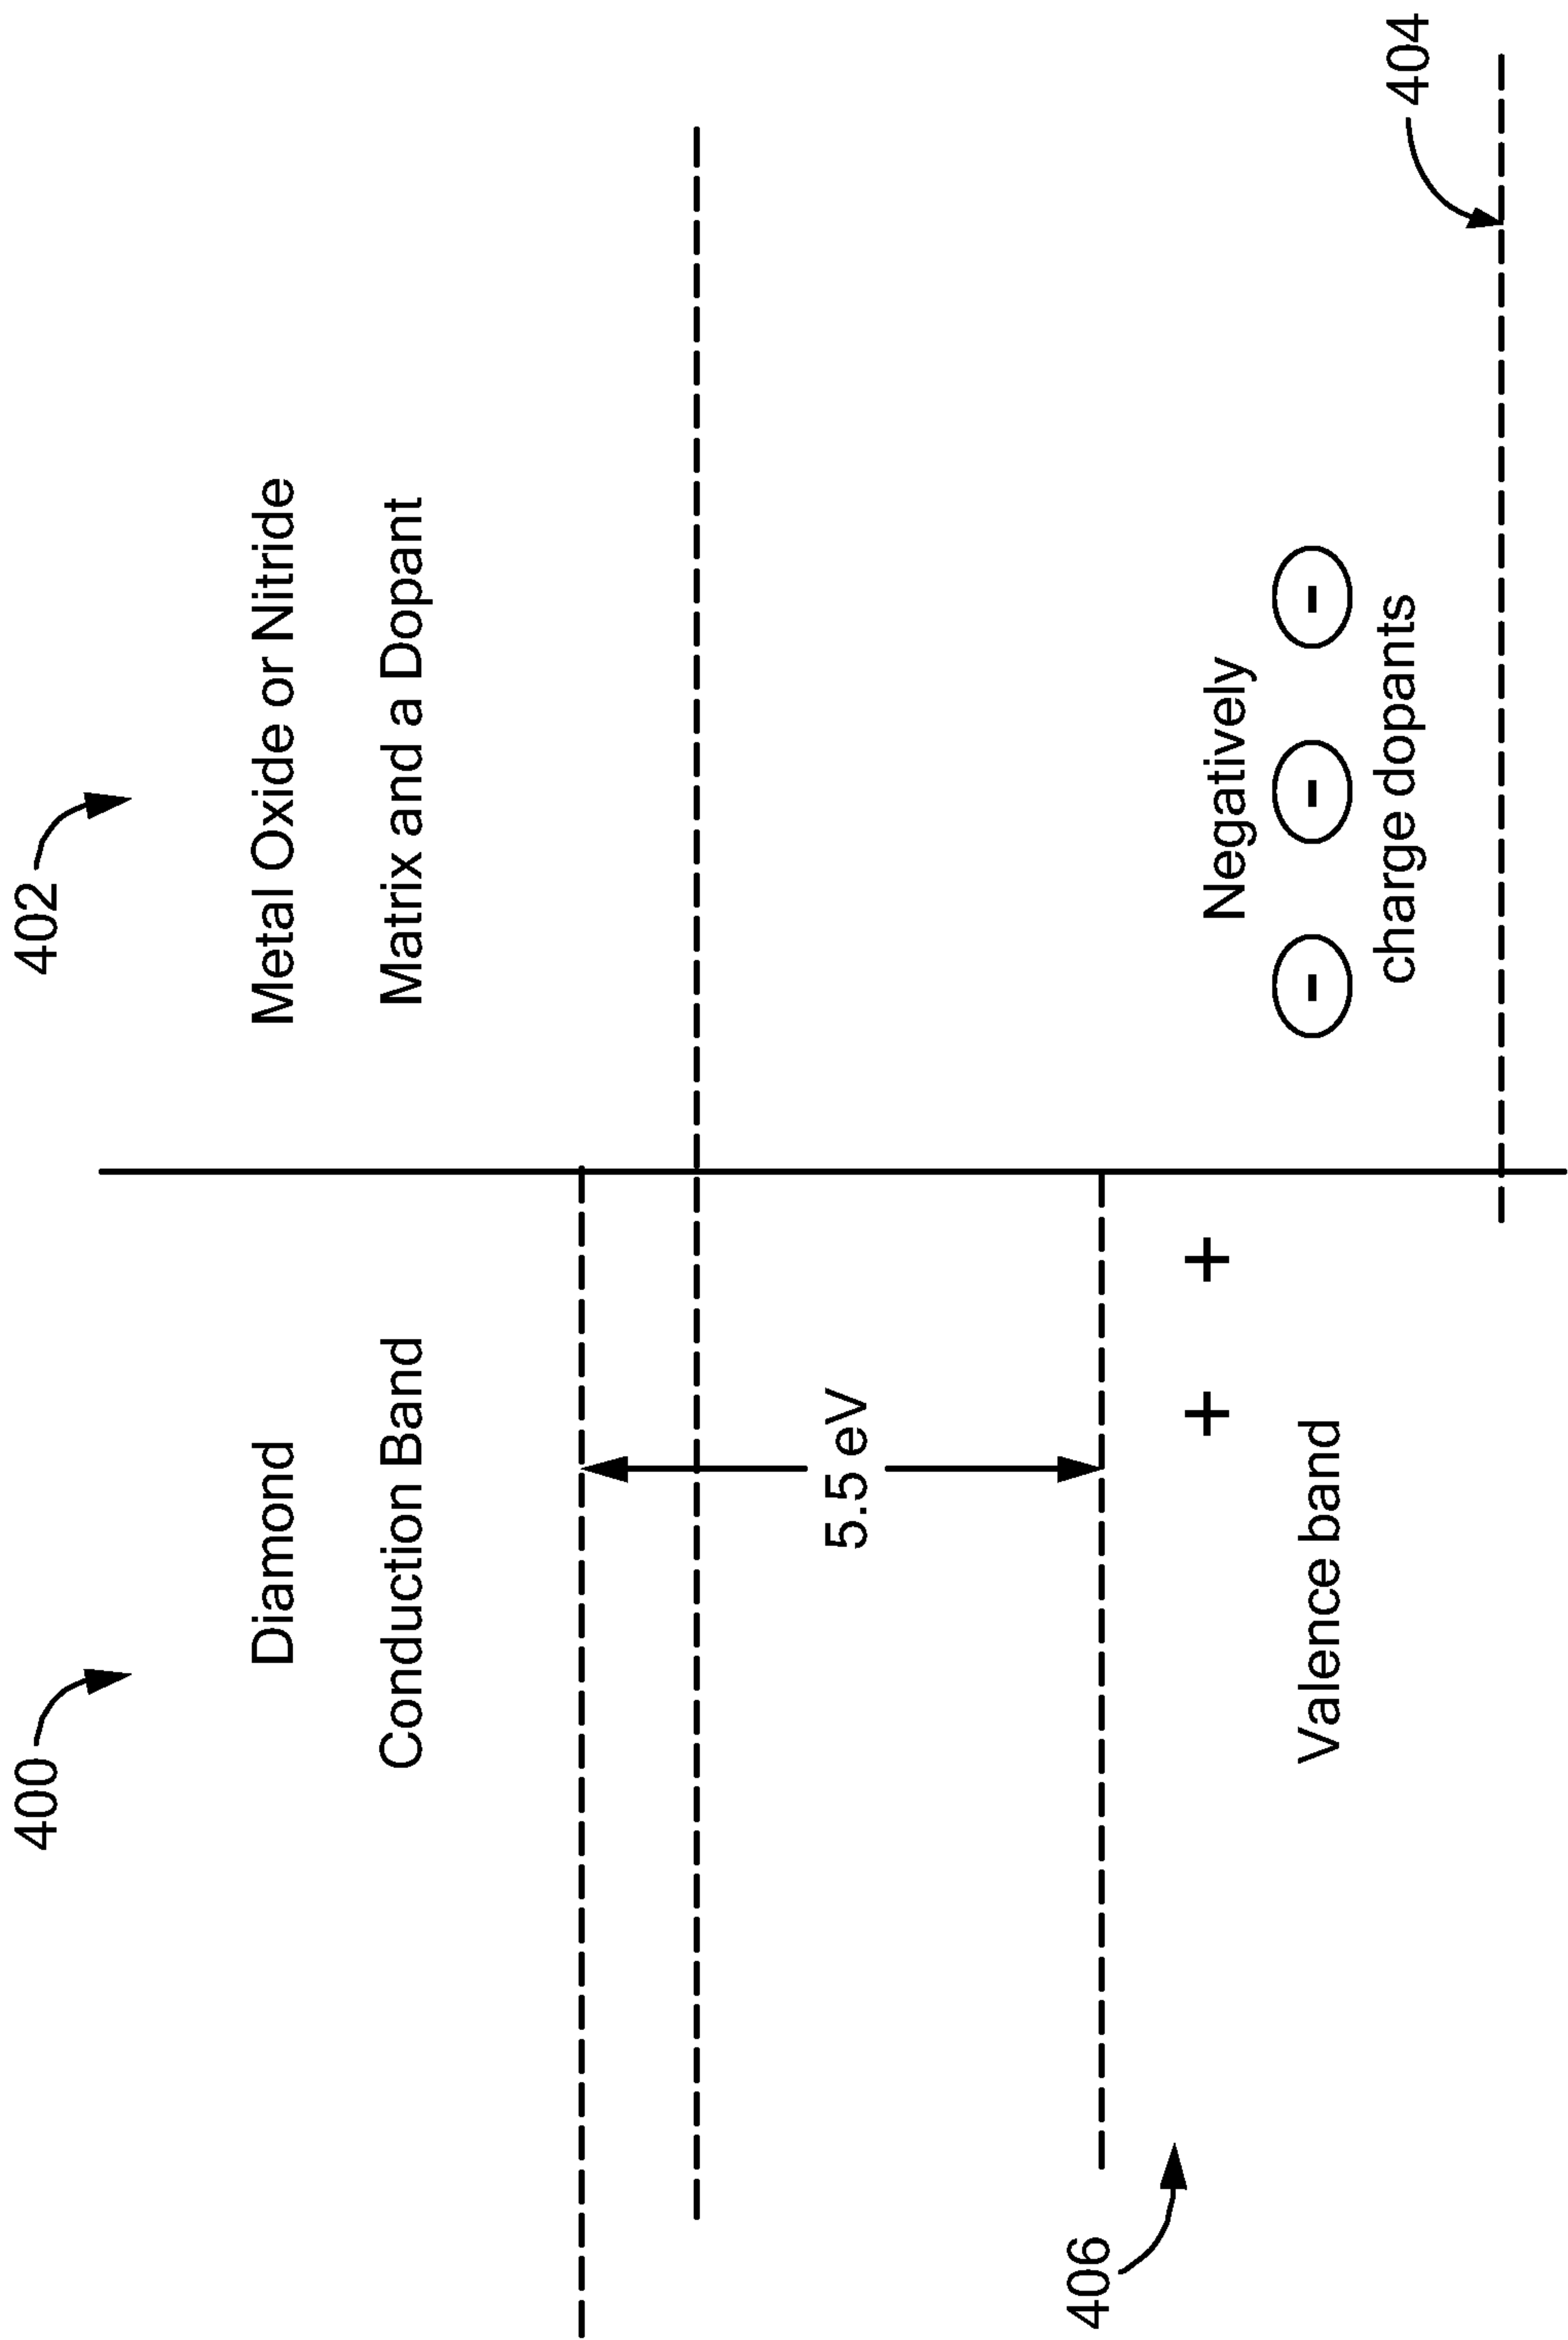 400
402
Diamond
Metal Oxide or Nitride
Conduction Band
Matrix and a Dopant
5.5 eV
406
+ +
Negatively
- - -
Valence band
charge dopants
404